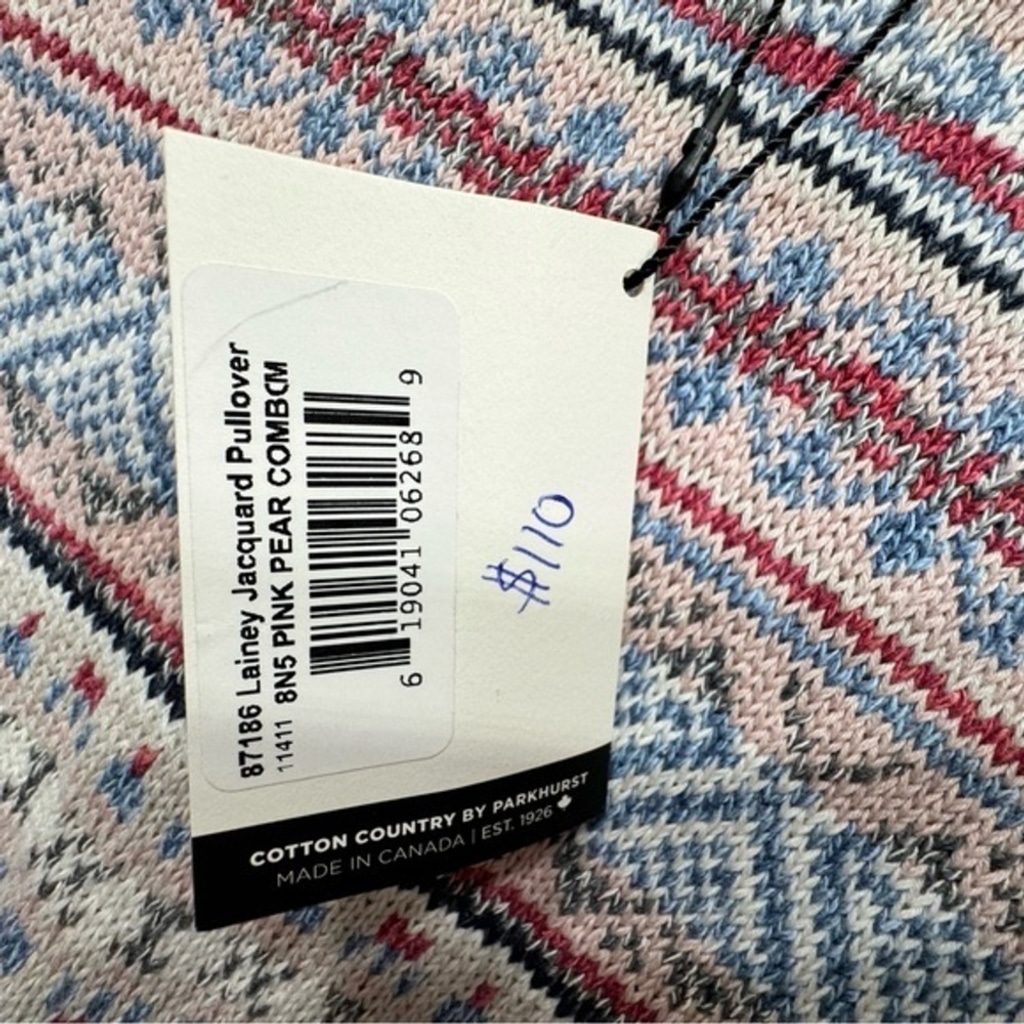 87186 Lainey Jacquard Pullover
11411 8N5 PINK PEAR COMBO M
6 19041 06268 9
$110
COTTON COUNTRY BY PARKHURST
MADE IN CANADA | EST. 1926